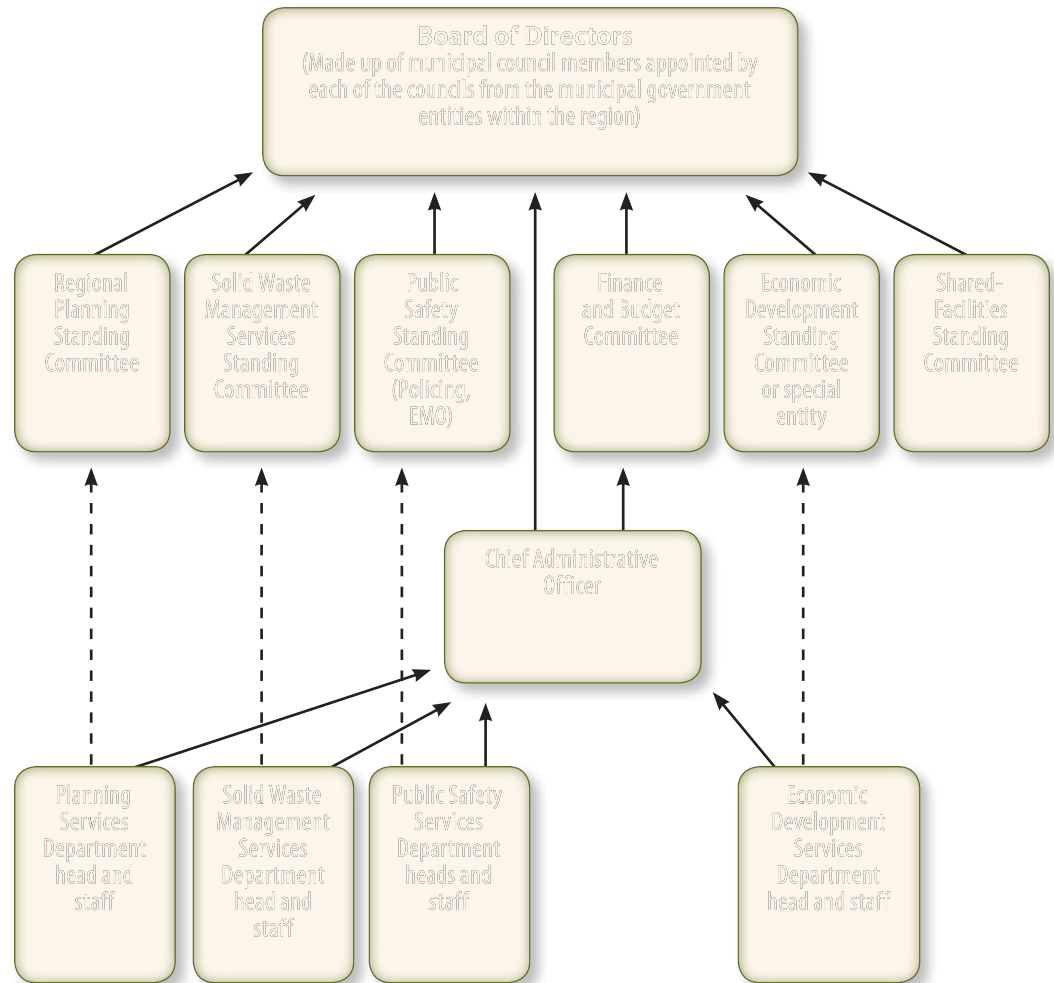 Board of Directors
(Made up of municipal council members appointed by
each of the councils from the municipal government
entities within the region)
Regional
Planning
Standing
Committee
Solid Waste
Management
Services
Standing
Committee
Public
Safety
Standing
Committee
(Policing,
EMO)
Finance
and Budget
Committee
Economic
Development
Standing
Committee
or special
entity
Shared-
Facilities
Standing
Committee
Chief Administrative
Officer
Planning
Services
Department
head and
staff
Solid Waste
Management
Services
Department
head and
staff
Public Safety
Services
Department
heads and
staff
Economic
Development
Services
Department
head and staff